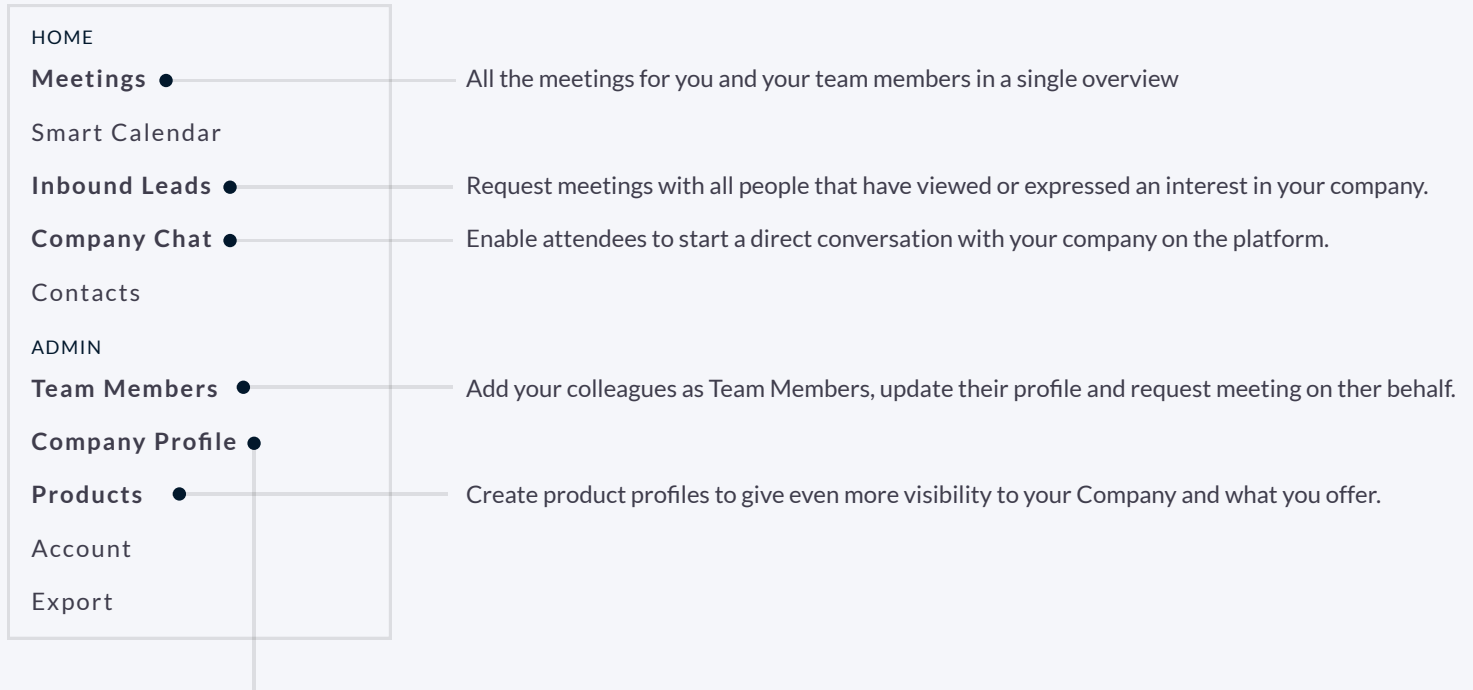 HOME
Meetings All the meetings for you and your team members in a single overview
Smart Calendar
Inbound Leads Request meetings with all people that have viewed or expressed an interest in your company.
Company Chat Enable attendees to start a direct conversation with your company on the platform.
Contacts
ADMIN
Team Members Add your colleagues as Team Members, update their profile and request meeting on ther behalf.
Company Profile
Products Create product profiles to give even more visibility to your Company and what you offer.
Account
Export